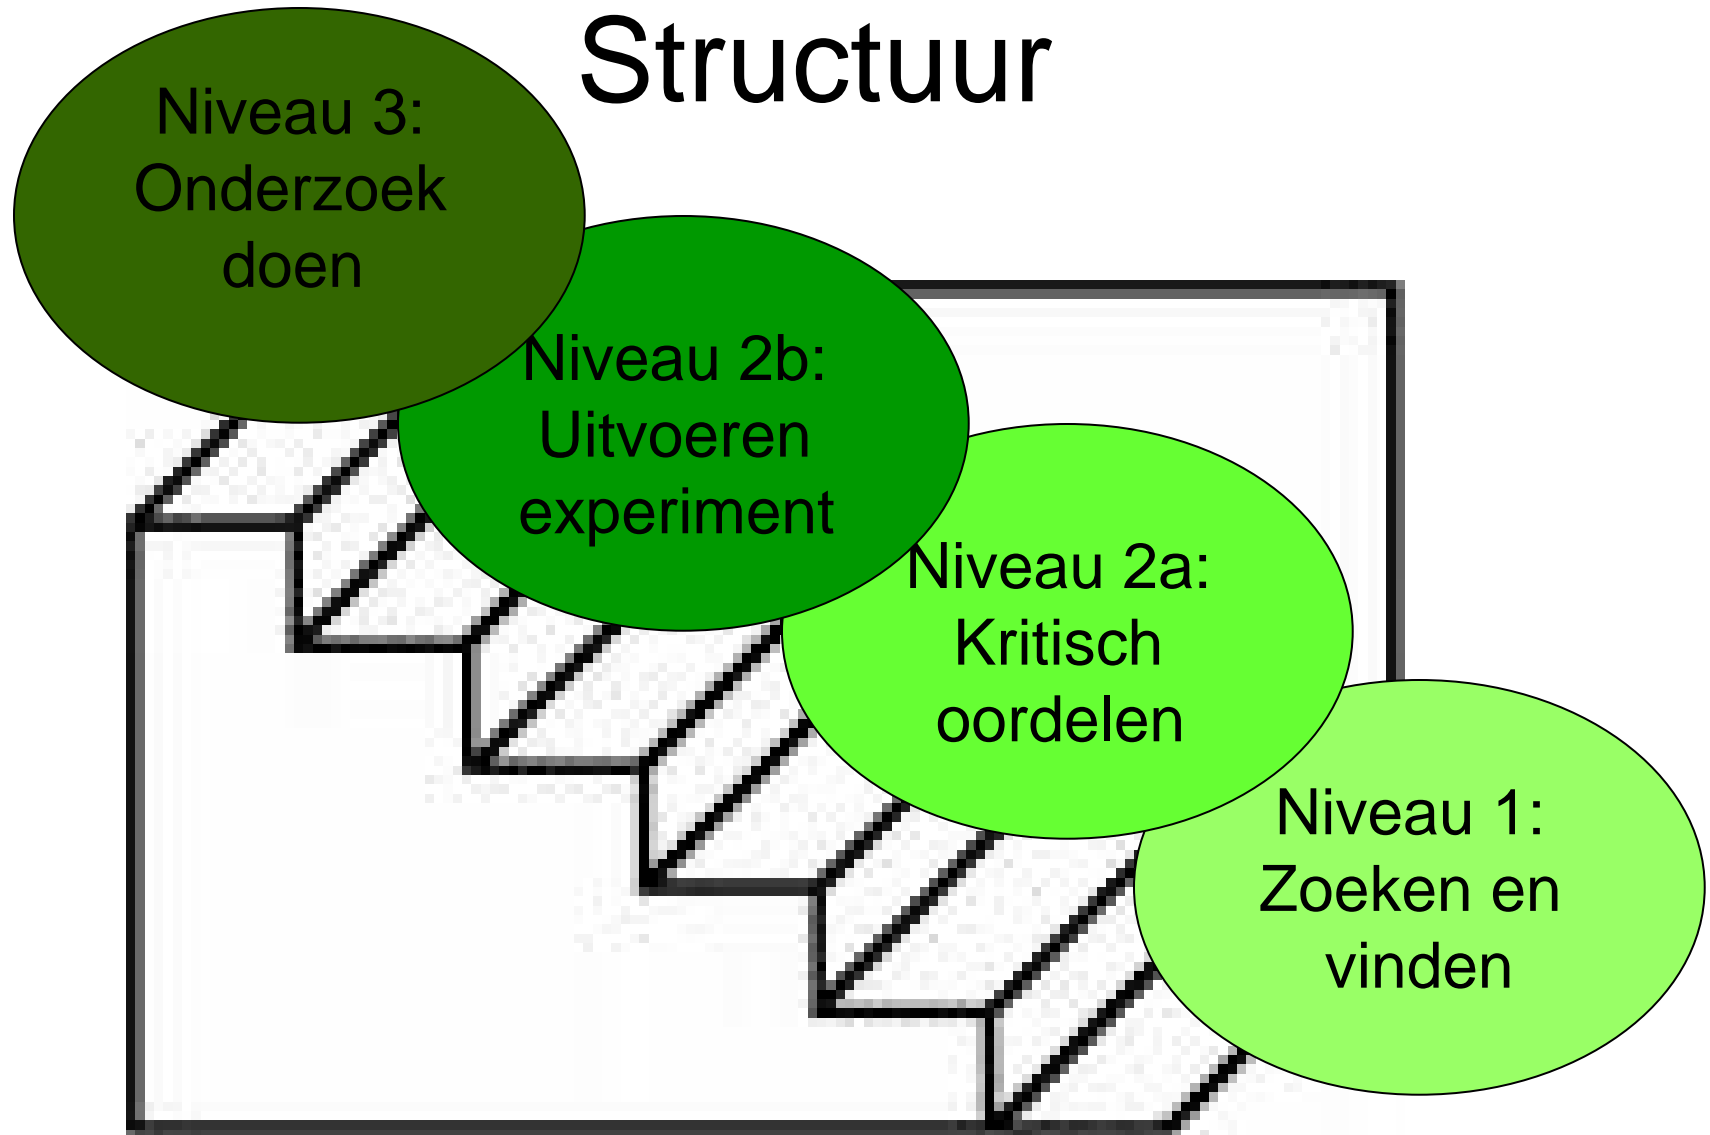 Structuur
Niveau 3:
Onderzoek
doen
Niveau 2b:
Uitvoeren
experiment
Niveau 2a:
Kritisch
oordelen
Niveau 1:
Zoeken en
vinden